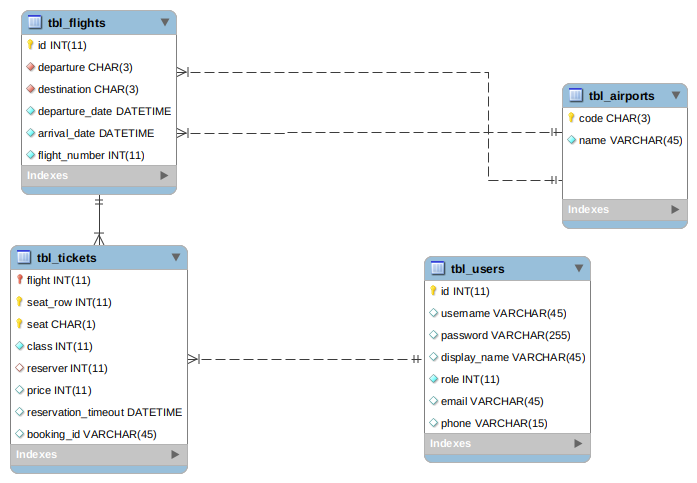 tbl_flights
id INT(11)
departure CHAR(3)
destination CHAR(3)
departure_date DATETIME
arrival_date DATETIME
flight_number INT(11)
Indexes
tbl_airports
code CHAR(3)
name VARCHAR(45)
Indexes
tbl_tickets
flight INT(11)
seat_row INT(11)
seat CHAR(1)
class INT(11)
reserver INT(11)
price INT(11)
reservation_timeout DATETIME
booking_id VARCHAR(45)
Indexes
tbl_users
id INT(11)
username VARCHAR(45)
password VARCHAR(255)
display_name VARCHAR(45)
role INT(11)
email VARCHAR(45)
phone VARCHAR(15)
Indexes